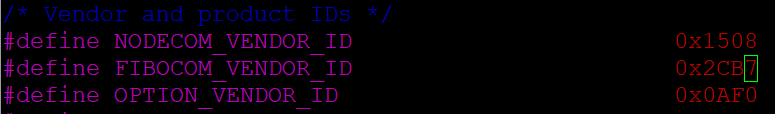 /* Vendor and product IDs */
#define NODECOM_VENDOR_ID 0x1508
#define FIBOCOM_VENDOR_ID 0x2CB7
#define OPTION_VENDOR_ID 0x0AF0